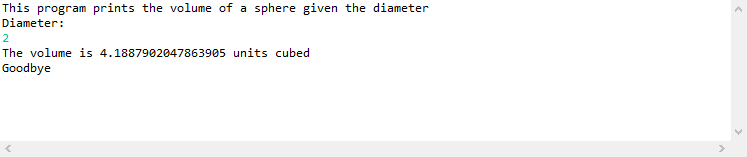 This program prints the volume of a sphere given the diameter
Diameter:
2
The volume is 4.1887902047863905 units cubed
Goodbye